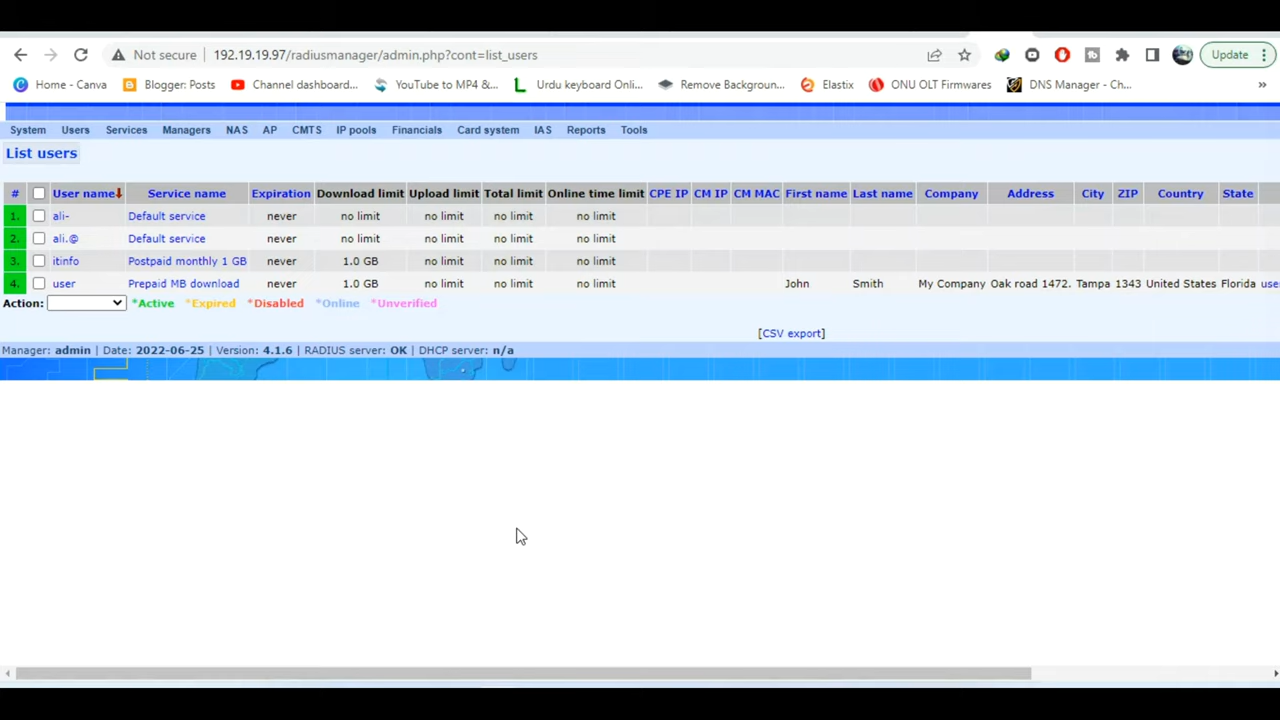 Not secure 192.19.19.97/radiusmanager/admin.php?cont=list_users Update
Home - Canva Blogger: Posts Channel dashboard... YouTube to MP4 &... Urdu keyboard Onli... Remove Backgroun... Elastix ONU OLT Firmwares DNS Manager - Ch... »
System Users Services Managers NAS AP CMTS IP pools Financials Card system IAS Reports Tools
List users
# User name Service name Expiration Download limit Upload limit Total limit Online time limit CPE IP CM IP CM MAC First name Last name Company Address City ZIP Country State
1. ali- Default service never no limit no limit no limit no limit
2. ali.@ Default service never no limit no limit no limit no limit
3. itinfo Postpaid monthly 1 GB never 1.0 GB no limit no limit no limit
4. user Prepaid MB download never 1.0 GB no limit no limit no limit John Smith My Company Oak road 1472. Tampa 1343 United States Florida use
Action: *Active *Expired *Disabled *Online *Unverified
[CSV export]
Manager: admin | Date: 2022-06-25 | Version: 4.1.6 | RADIUS server: OK | DHCP server: n/a